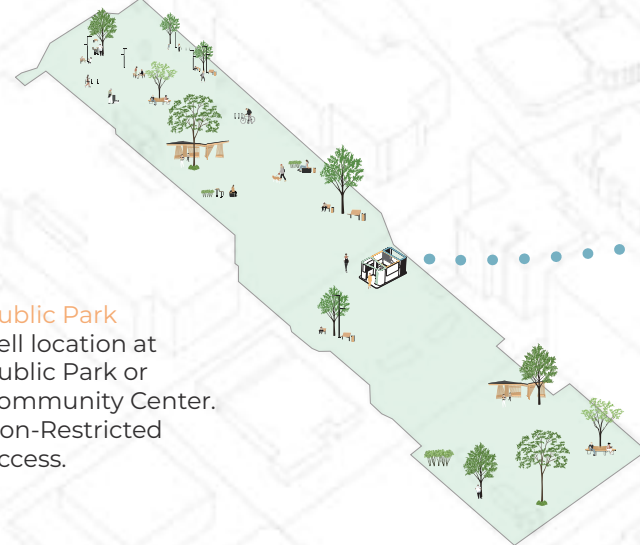 ublic Park
ell location at
ublic Park or
ommunity Center.
on-Restricted
ccess.